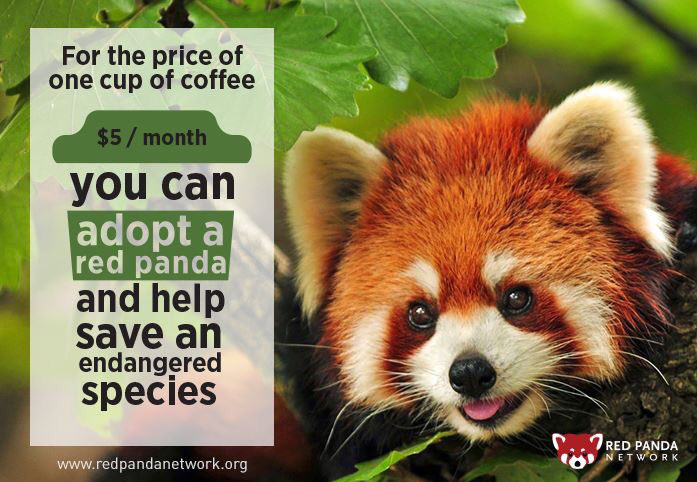 For the price of
one cup of coffee
$5 / month
you can
adopt a
red panda
and help
save an
endangered
species
www.redpandanetwork.org
RED PANDA
NETWORK